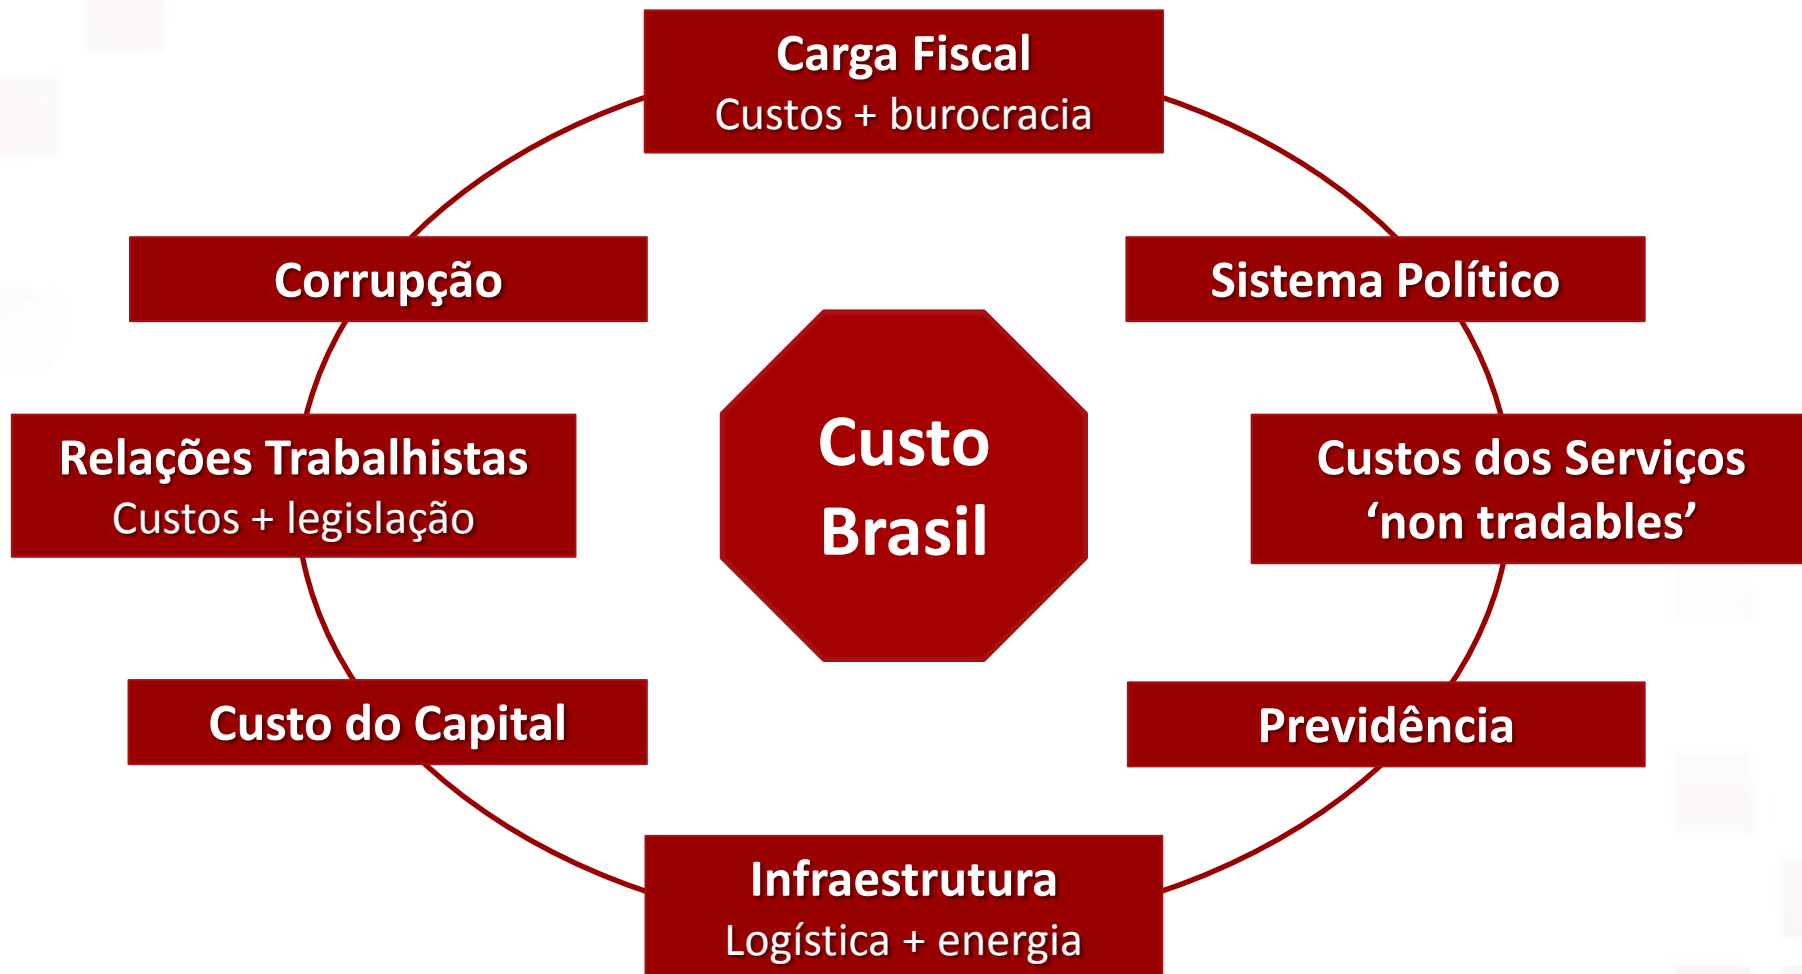 Carga Fiscal
Custos + burocracia
Corrupção
Sistema Político
Custo
Brasil
Relações Trabalhistas
Custos + legislação
Custos dos Serviços
‘non tradables’
Custo do Capital
Previdência
Infraestrutura
Logística + energia